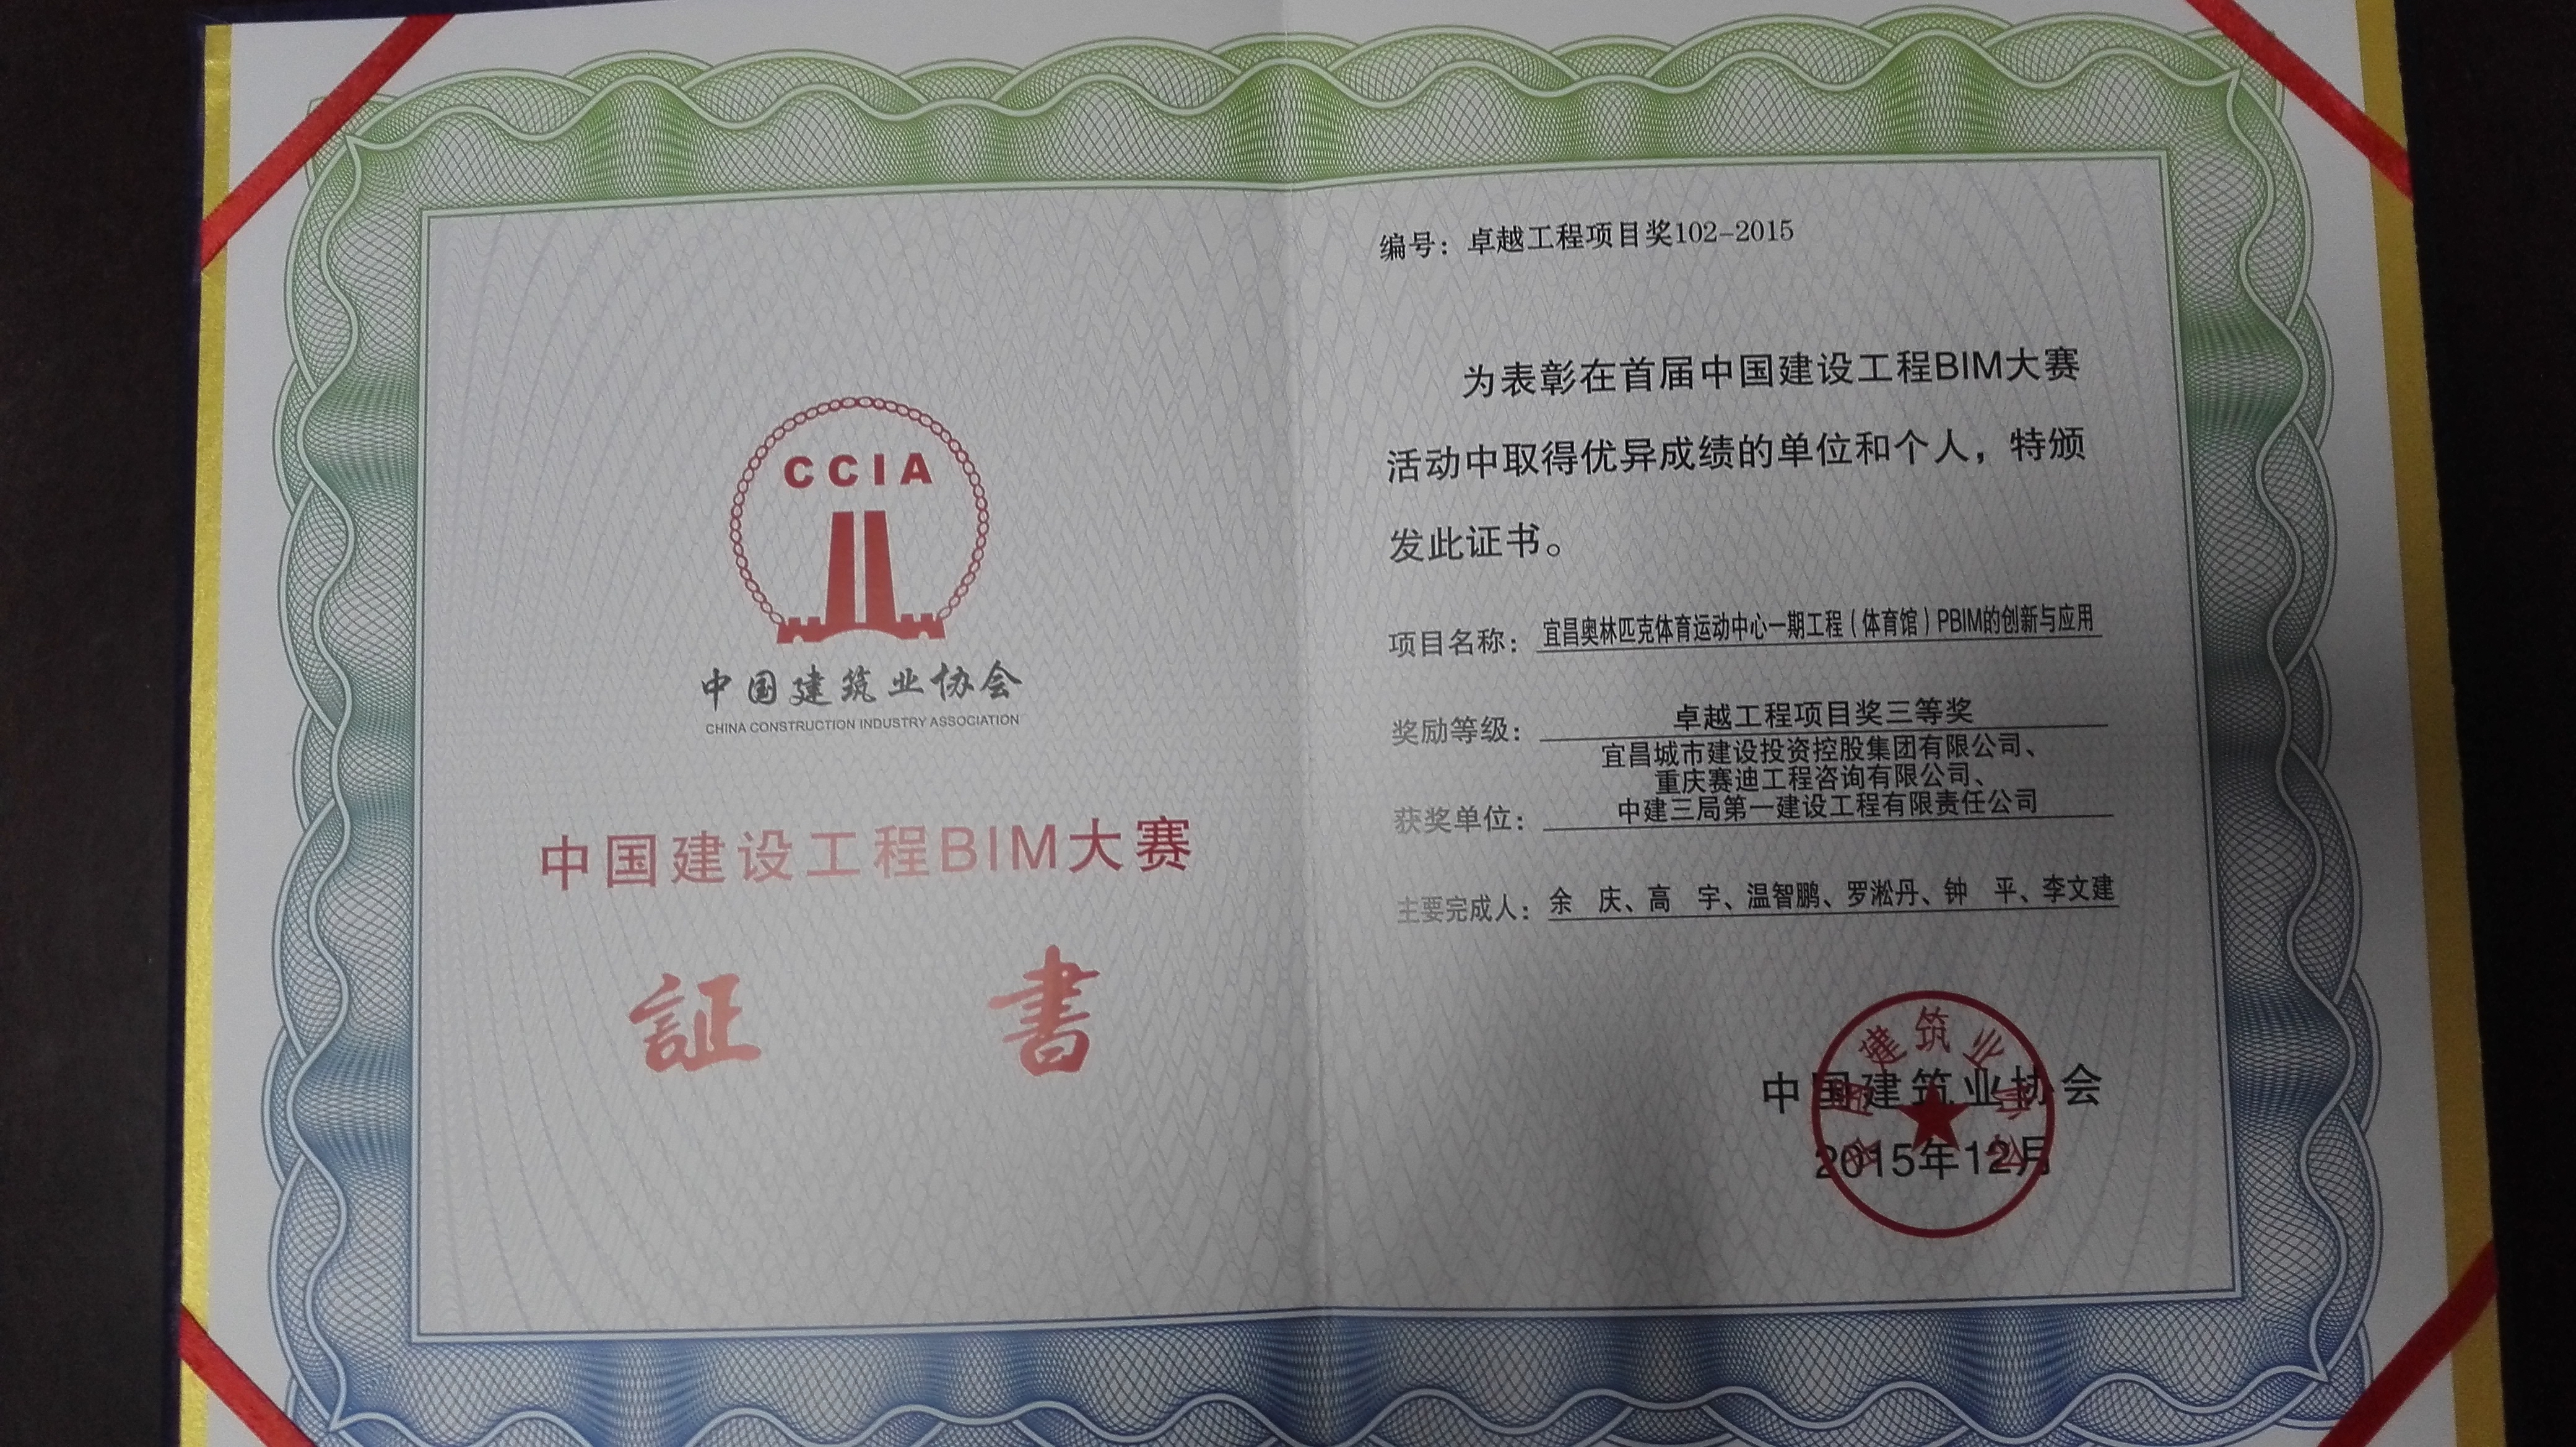 CCIA
中国建筑业协会
CHINA CONSTRUCTION INDUSTRY ASSOCIATION
中国建设工程BIM大赛
証 書
编号：卓越工程项目奖102-2015
为表彰在首届中国建设工程BIM大赛
活动中取得优异成绩的单位和个人，特颁
发此证书。
项目名称：宜昌奥林匹克体育运动中心一期工程（体育馆）PBIM的创新与应用
奖励等级：卓越工程项目奖三等奖
宜昌城市建设投资控股集团有限公司、
重庆赛迪工程咨询有限公司、
获奖单位：中建三局第一建设工程有限责任公司
主要完成人：余 庆、高 宇、温智鹏、罗淞丹、钟 平、李文建
中国建筑业协会
2015年12月